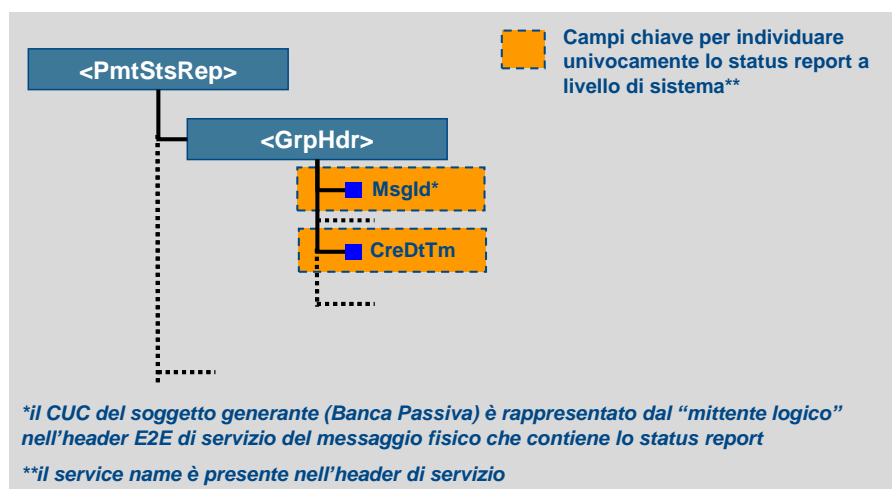 <PmtStsRep>
Campi chiave per individuare
univocamente lo status report a
livello di sistema**
<GrpHdr>
MsgId*
CreDtTm
*il CUC del soggetto generante (Banca Passiva) è rappresentato dal “mittente logico”
nell’header E2E di servizio del messaggio fisico che contiene lo status report
**il service name è presente nell’header di servizio